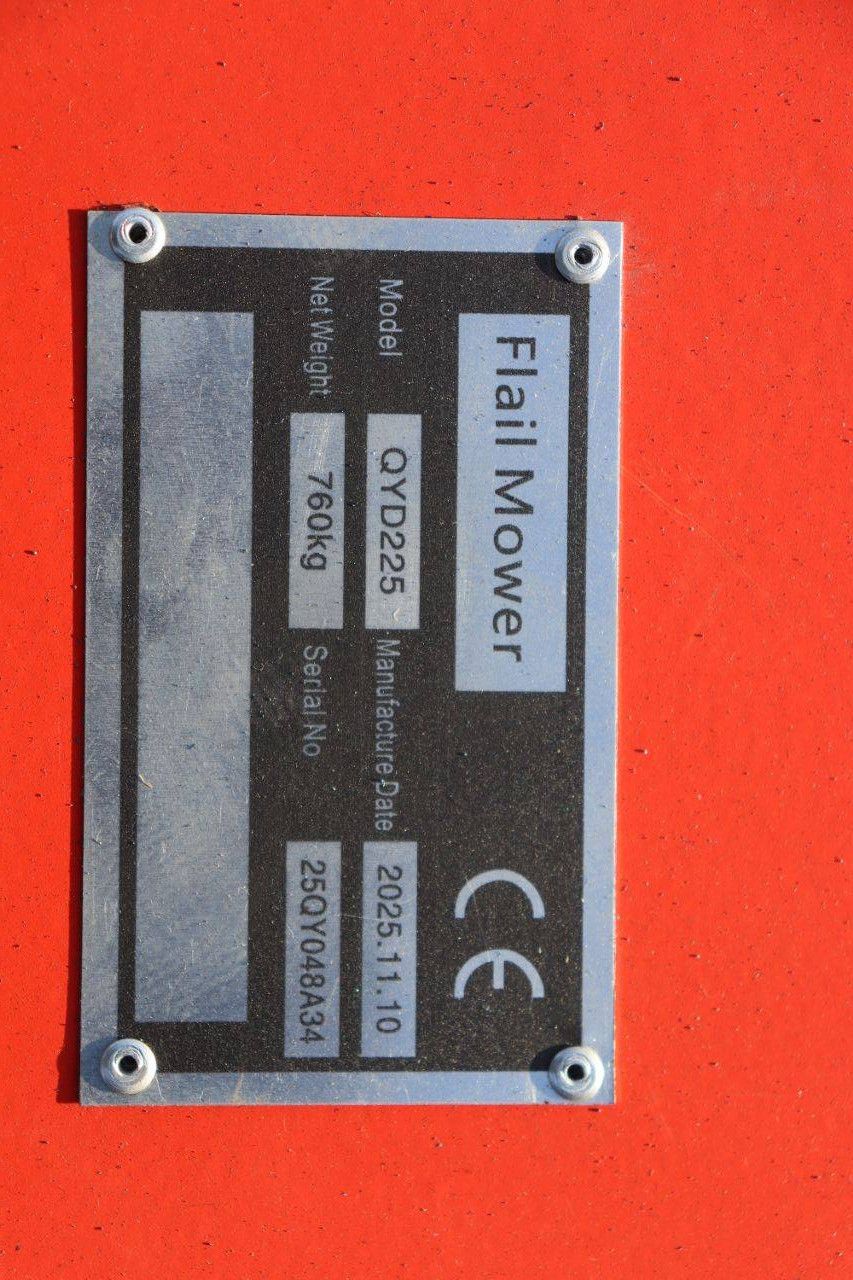 Flail Mower CE
Model QYD225 Manufacture Date 2025.11.10
Net Weight 760kg Serial No 25QY048A34